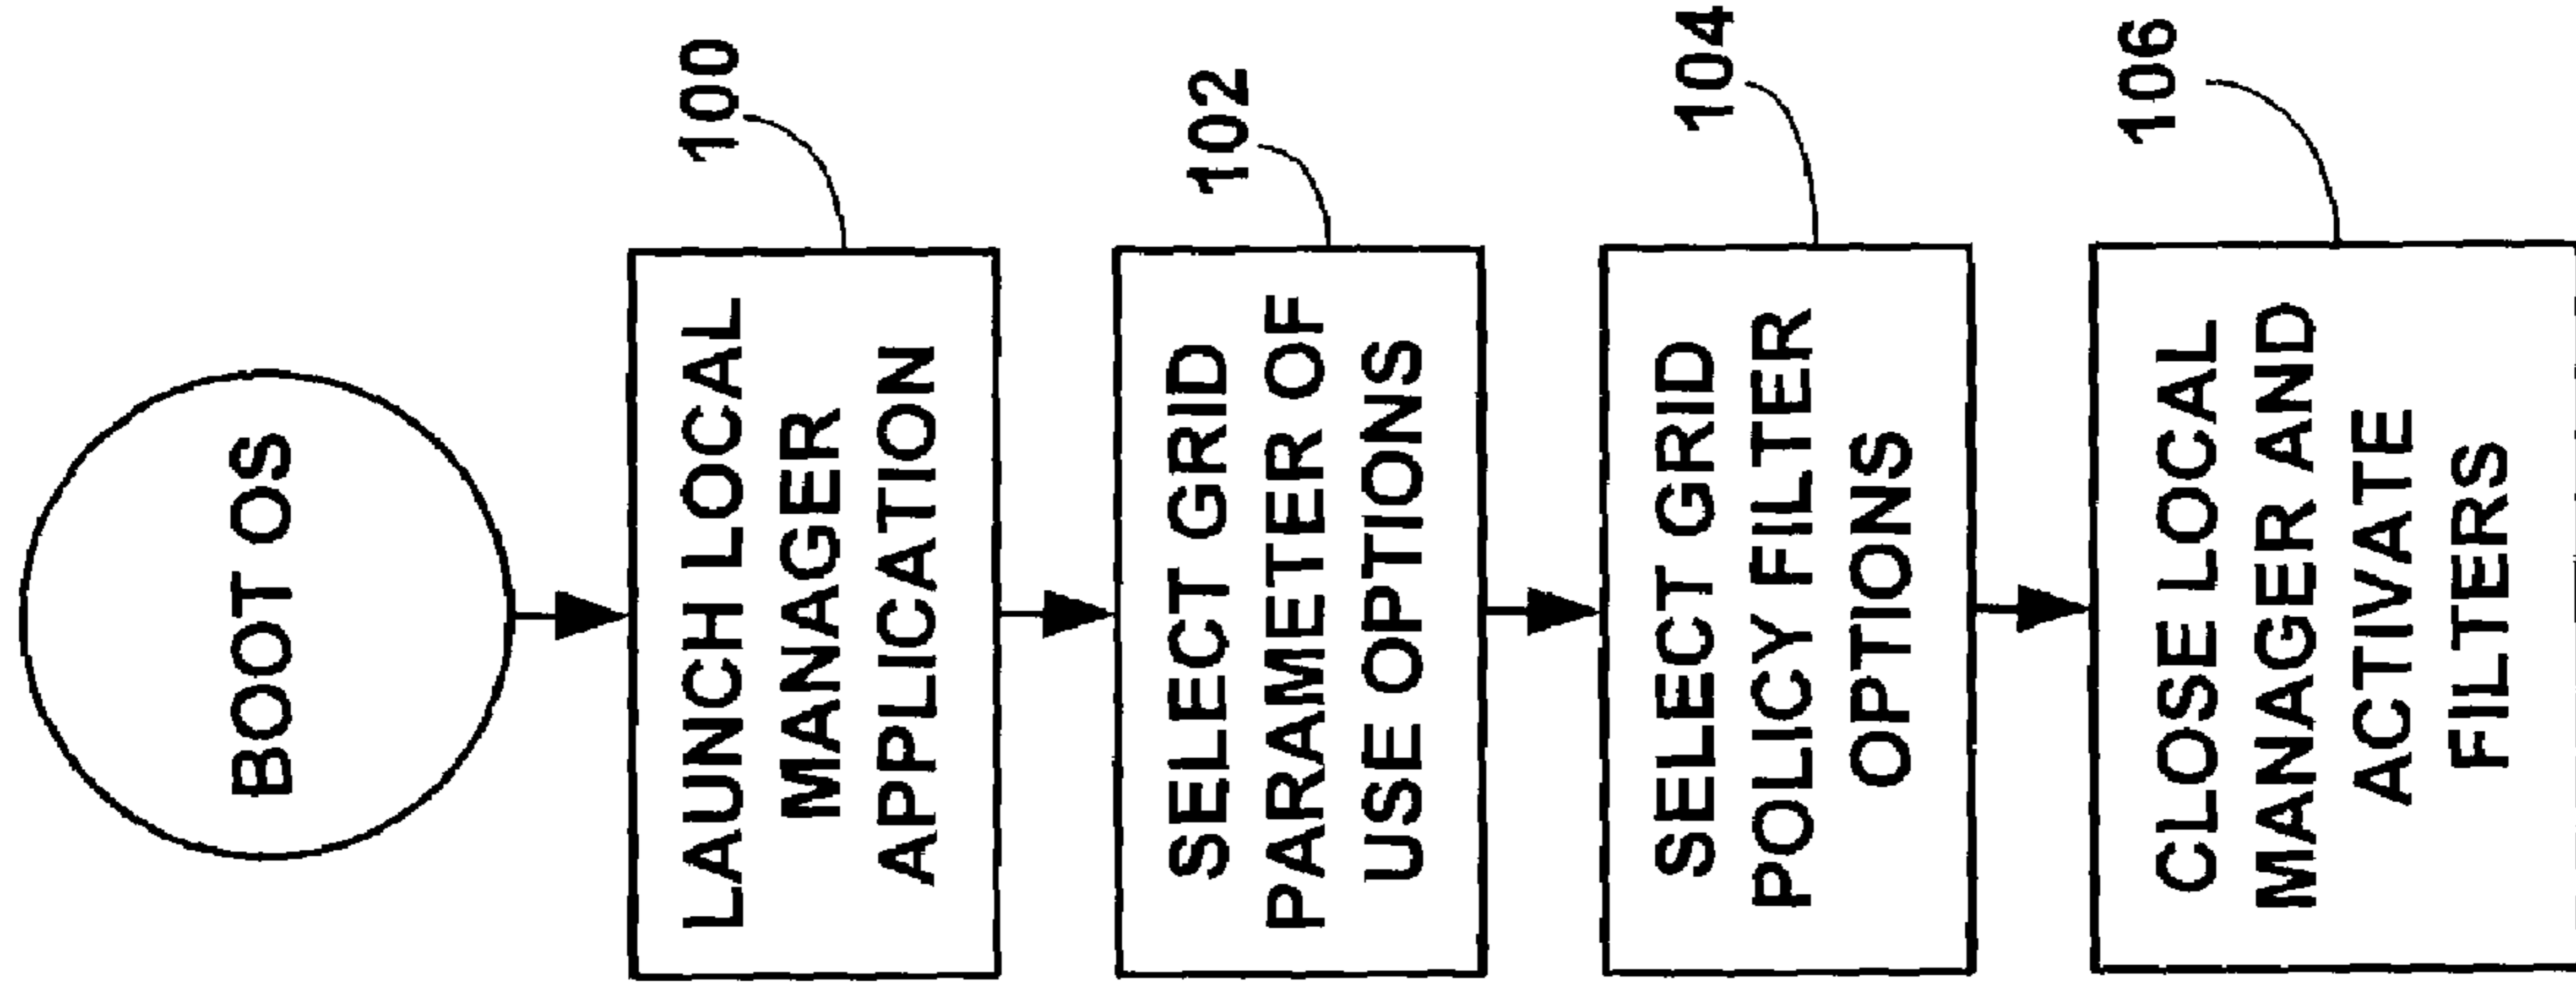 BOOT OS
100
LAUNCH LOCAL
MANAGER
APPLICATION
102
SELECT GRID
PARAMETER OF
USE OPTIONS
104
SELECT GRID
POLICY FILTER
OPTIONS
106
CLOSE LOCAL
MANAGER AND
ACTIVATE
FILTERS